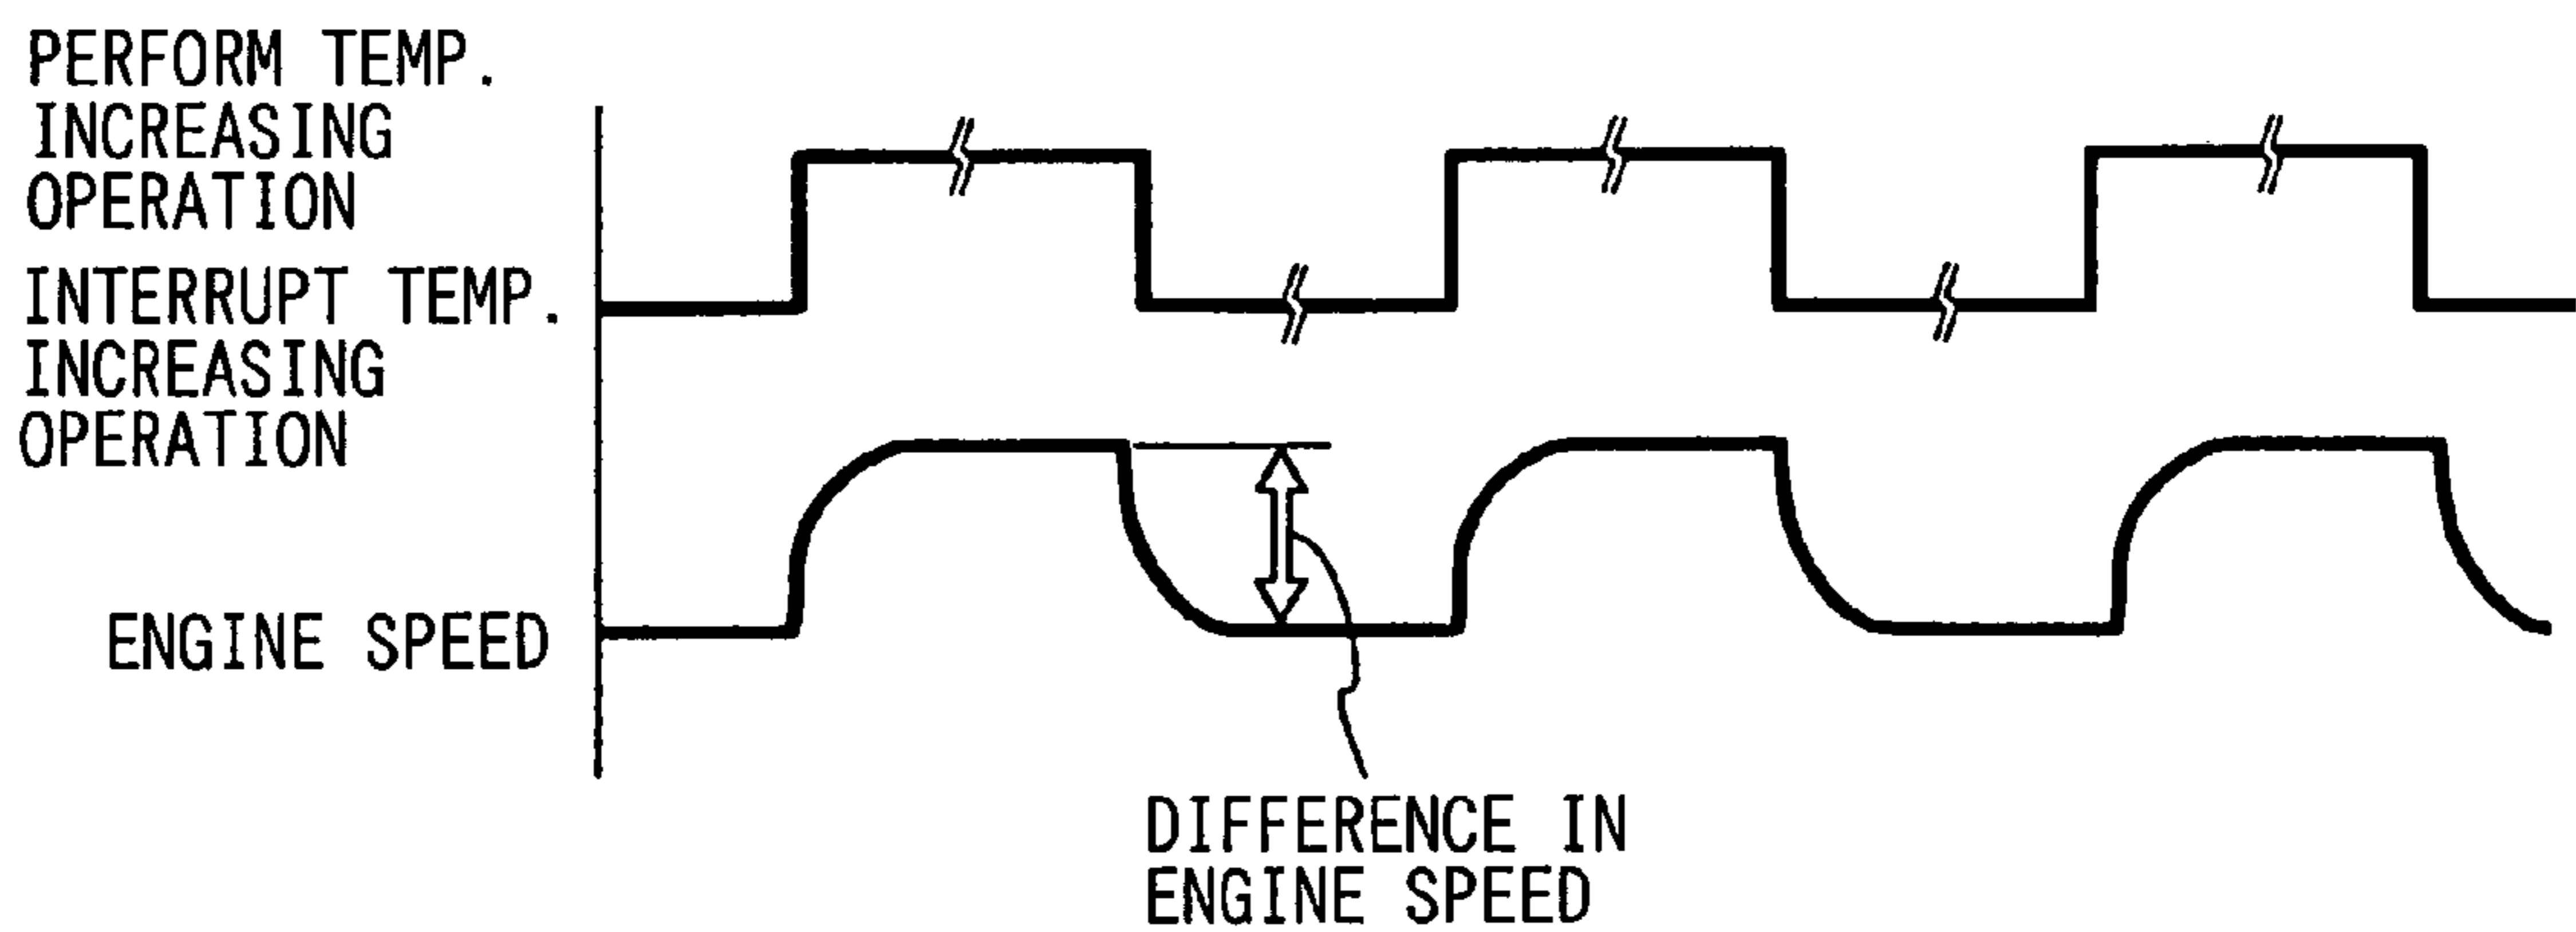 PERFORM TEMP.
INCREASING
OPERATION
INTERRUPT TEMP.
INCREASING
OPERATION
ENGINE SPEED
DIFFERENCE IN
ENGINE SPEED